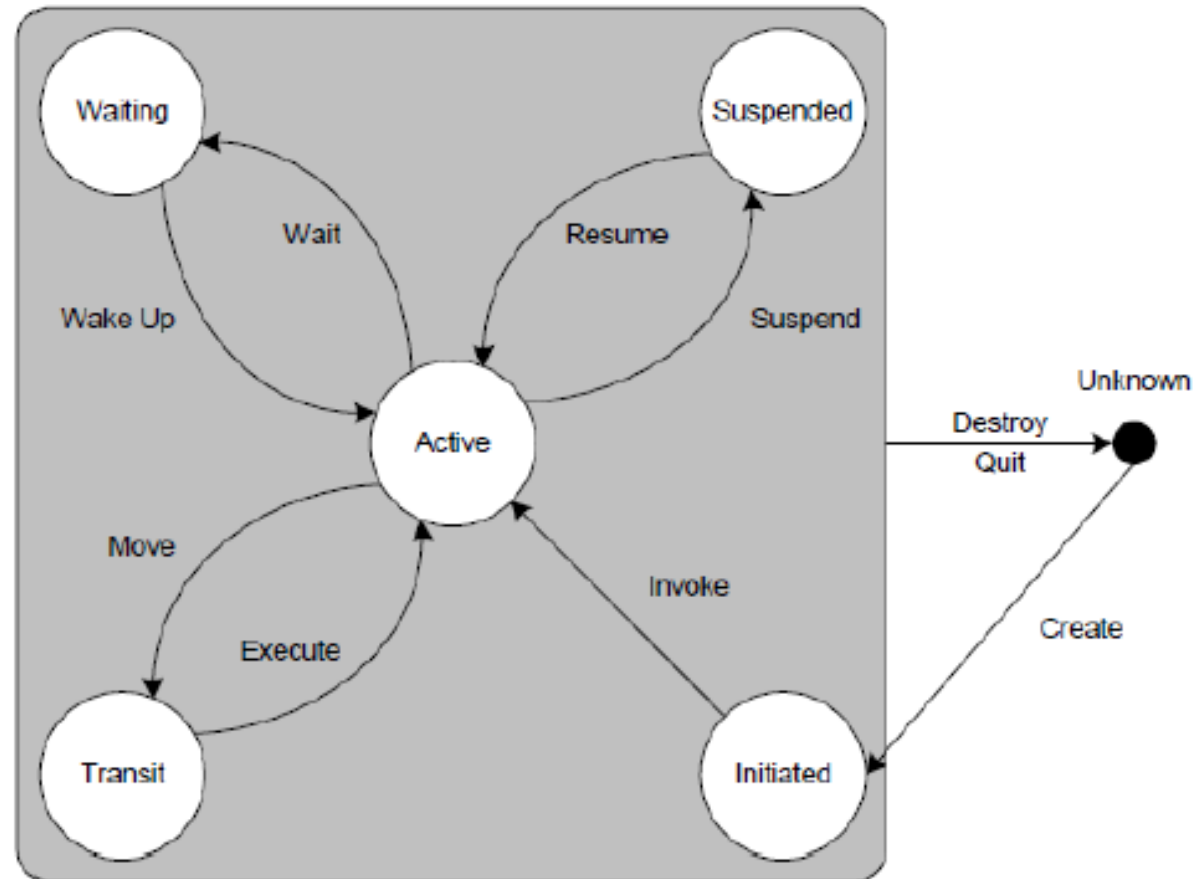 Waiting
Suspended
Wait
Resume
Wake Up
Suspend
Unknown
Destroy
Active
Quit
Move
Invoke
Create
Execute
Transit
Initiated